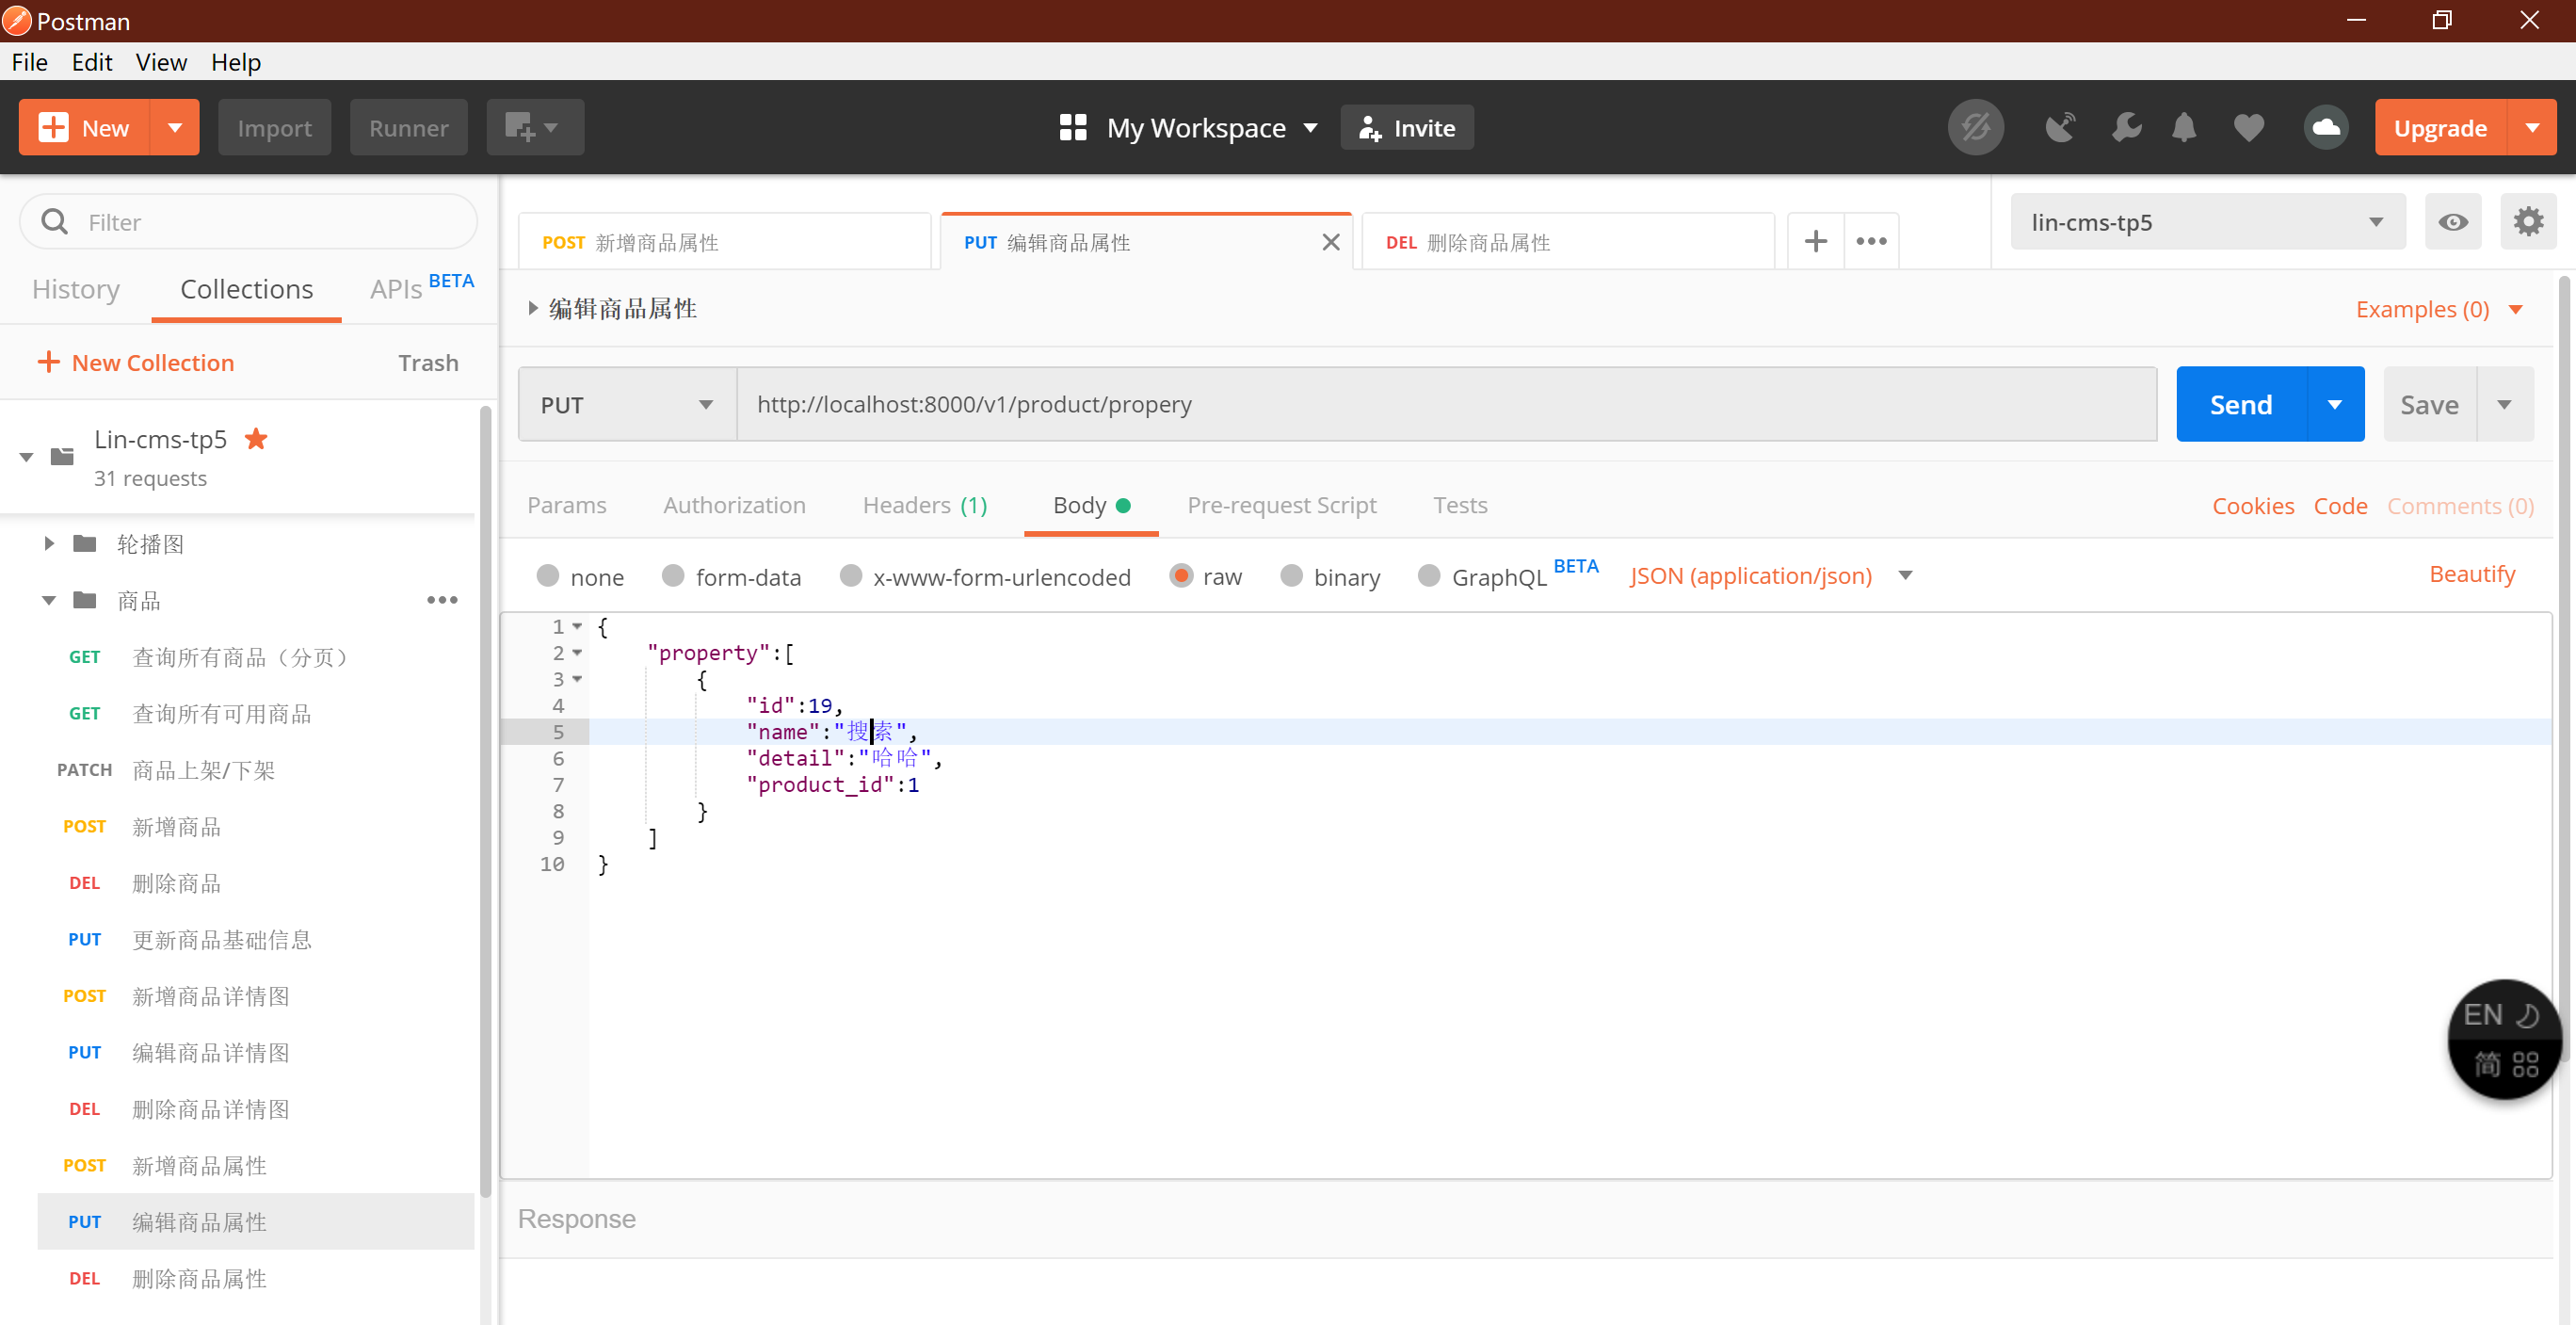 Postman
File Edit View Help
New Import Runner My Workspace Invite Upgrade
Filter
History Collections APIs BETA
New Collection Trash
Lin-cms-tp5
31 requests
轮播图
商品
GET 查询所有商品（分页）
GET 查询所有可用商品
PATCH 商品上架/下架
POST 新增商品
DEL 删除商品
PUT 更新商品基础信息
POST 新增商品详情图
PUT 编辑商品详情图
DEL 删除商品详情图
POST 新增商品属性
PUT 编辑商品属性
DEL 删除商品属性
POST 新增商品属性 PUT 编辑商品属性 DEL 删除商品属性
lin-cms-tp5
编辑商品属性 Examples (0)
PUT http://localhost:8000/v1/product/propery Send Save
Params Authorization Headers (1) Body Pre-request Script Tests Cookies Code Comments (0)
none form-data x-www-form-urlencoded raw binary GraphQL BETA JSON (application/json) Beautify
1 {
2 "property":[
3 {
4 "id":19,
5 "name":"搜索",
6 "detail":"哈哈",
7 "product_id":1
8 }
9 ]
10 }
EN
简
Response